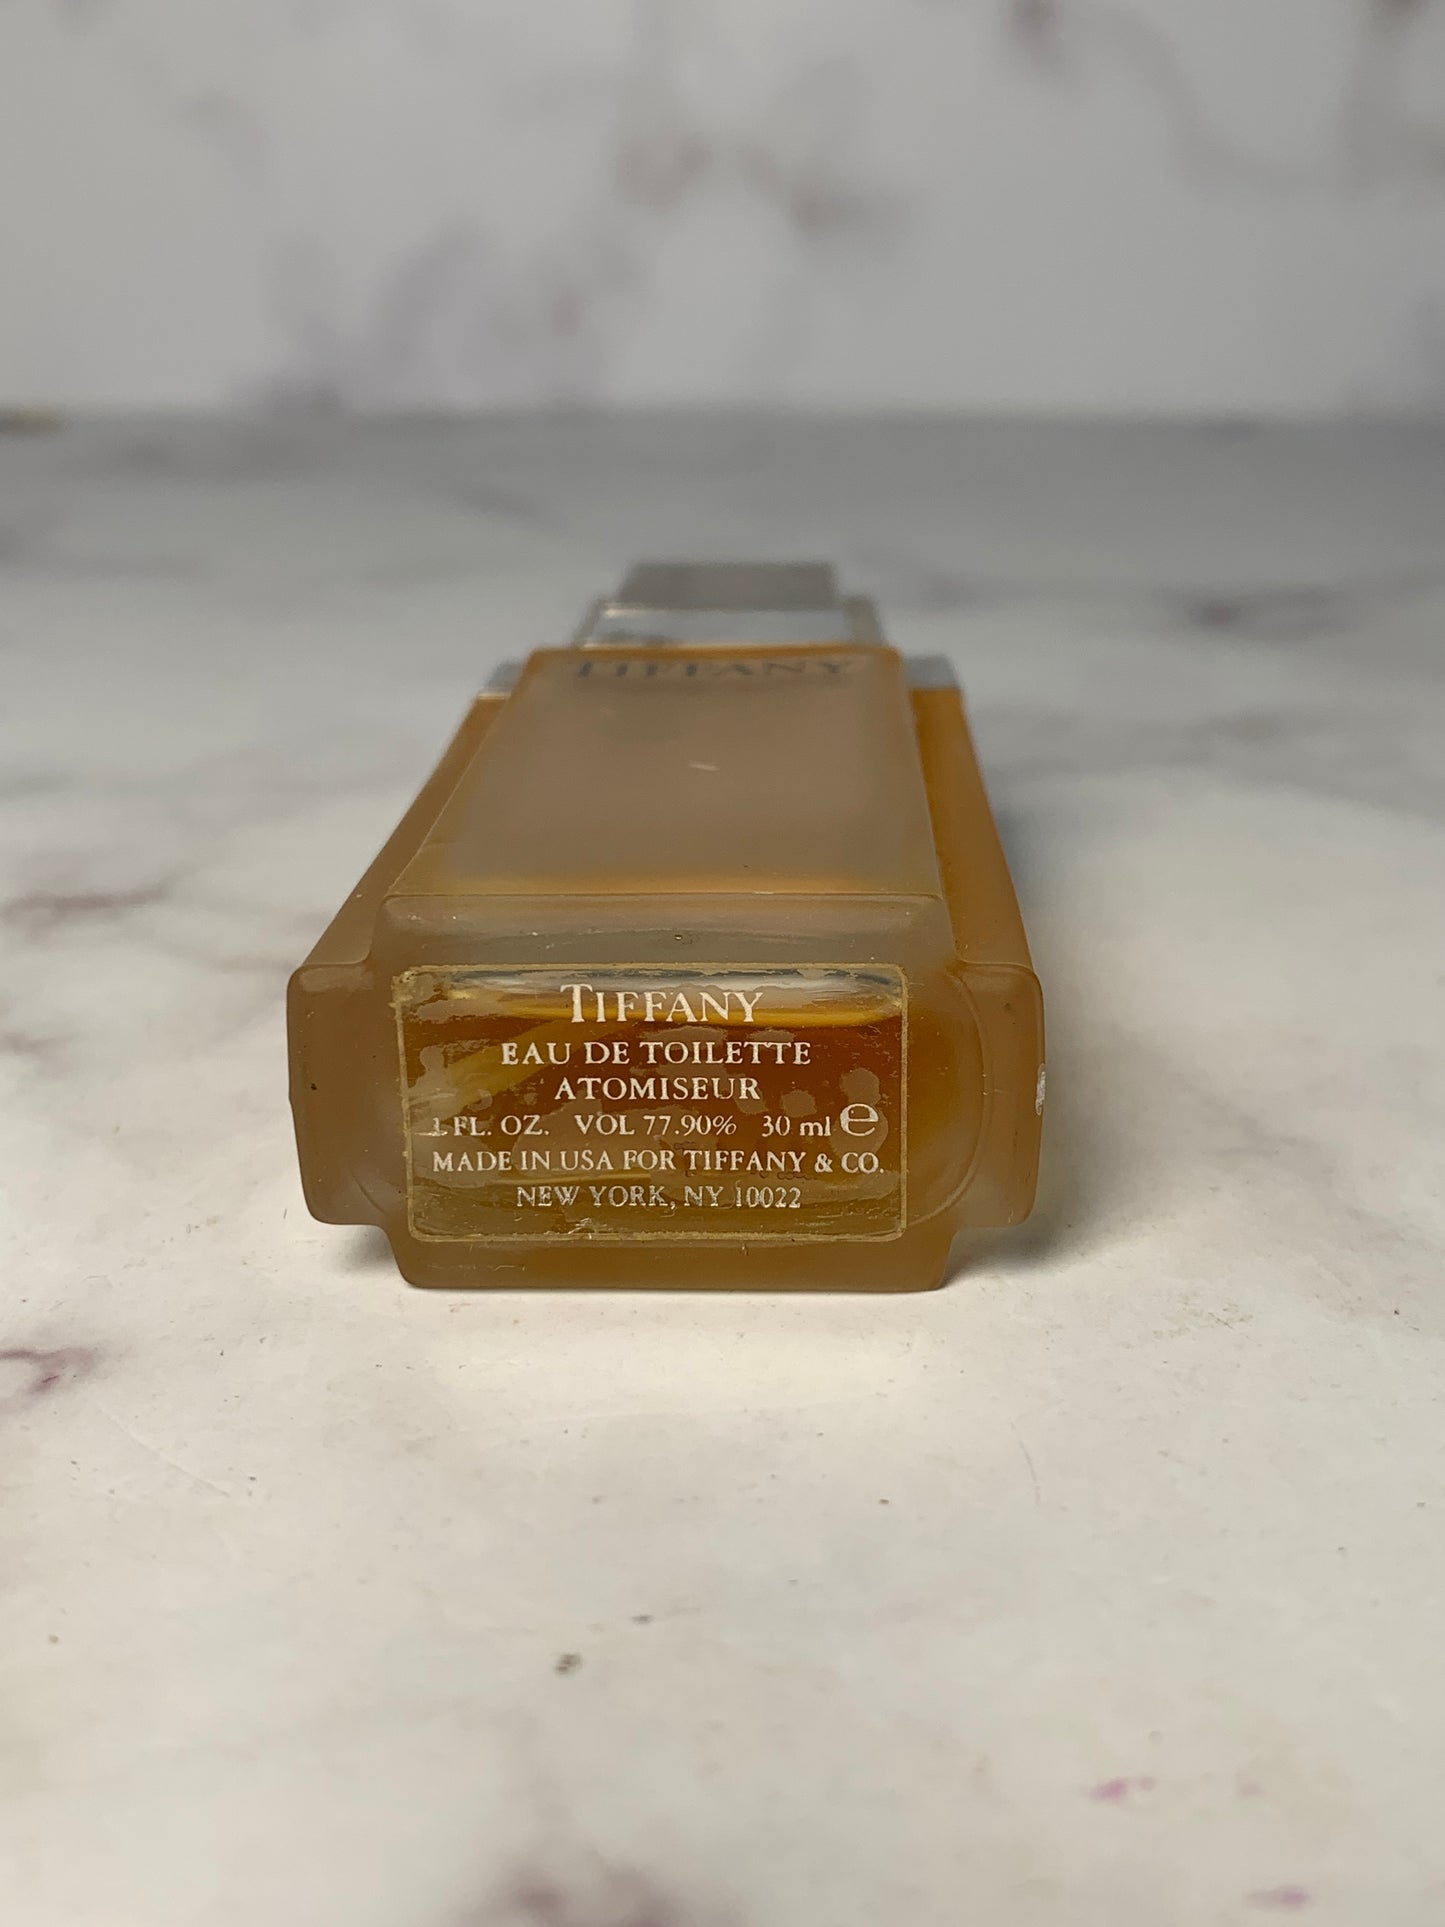 TIFFANY
TIFFANY
EAU DE TOILETTE
ATOMISEUR
1 FL. OZ. VOL 77.90% 30 ml ℮
MADE IN USA FOR TIFFANY & CO.
NEW YORK, NY 10022